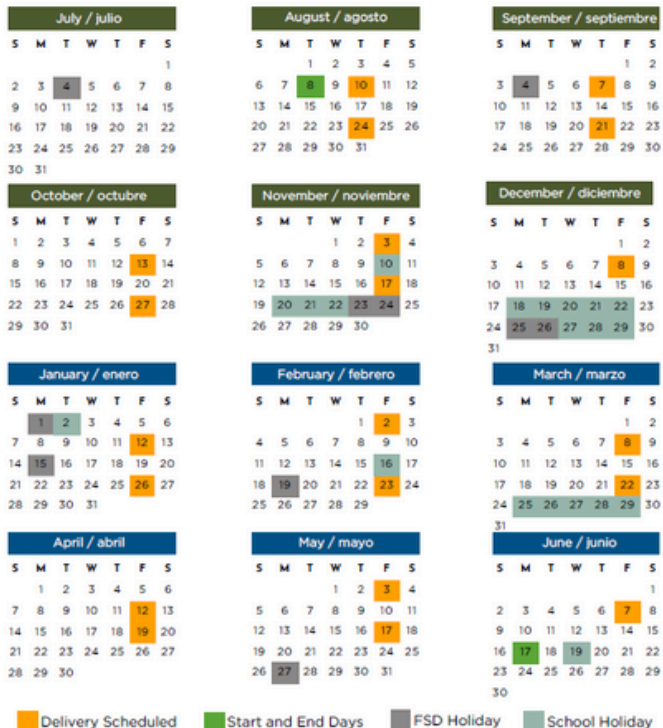 July / julio
S M T W T F S
1
2 3 4 5 6 7 8
9 10 11 12 13 14 15
16 17 18 19 20 21 22
23 24 25 26 27 28 29
30 31
August / agosto
S M T W T F S
1 2 3 4 5
6 7 8 9 10 11 12
13 14 15 16 17 18 19
20 21 22 23 24 25 26
27 28 29 30 31
September / septiembre
S M T W T F S
1 2
3 4 5 6 7 8 9
10 11 12 13 14 15 16
17 18 19 20 21 22 23
24 25 26 27 28 29 30
October / octubre
S M T W T F S
1 2 3 4 5 6 7
8 9 10 11 12 13 14
15 16 17 18 19 20 21
22 23 24 25 26 27 28
29 30 31
November / noviembre
S M T W T F S
1 2 3 4
5 6 7 8 9 10 11
12 13 14 15 16 17 18
19 20 21 22 23 24 25
26 27 28 29 30
December / diciembre
S M T W T F S
1 2
3 4 5 6 7 8 9
10 11 12 13 14 15 16
17 18 19 20 21 22 23
24 25 26 27 28 29 30
31
January / enero
S M T W T F S
1 2 3 4 5 6
7 8 9 10 11 12 13
14 15 16 17 18 19 20
21 22 23 24 25 26 27
28 29 30 31
February / febrero
S M T W T F S
1 2 3
4 5 6 7 8 9 10
11 12 13 14 15 16 17
18 19 20 21 22 23 24
25 26 27 28 29
March / marzo
S M T W T F S
1 2
3 4 5 6 7 8 9
10 11 12 13 14 15 16
17 18 19 20 21 22 23
24 25 26 27 28 29 30
31
April / abril
S M T W T F S
1 2 3 4 5 6
7 8 9 10 11 12 13
14 15 16 17 18 19 20
21 22 23 24 25 26 27
28 29 30
May / mayo
S M T W T F S
1 2 3 4
5 6 7 8 9 10 11
12 13 14 15 16 17 18
19 20 21 22 23 24 25
26 27 28 29 30 31
June / junio
S M T W T F S
1
2 3 4 5 6 7 8
9 10 11 12 13 14 15
16 17 18 19 20 21 22
23 24 25 26 27 28 29
30
Delivery Scheduled Start and End Days FSD Holiday School Holiday